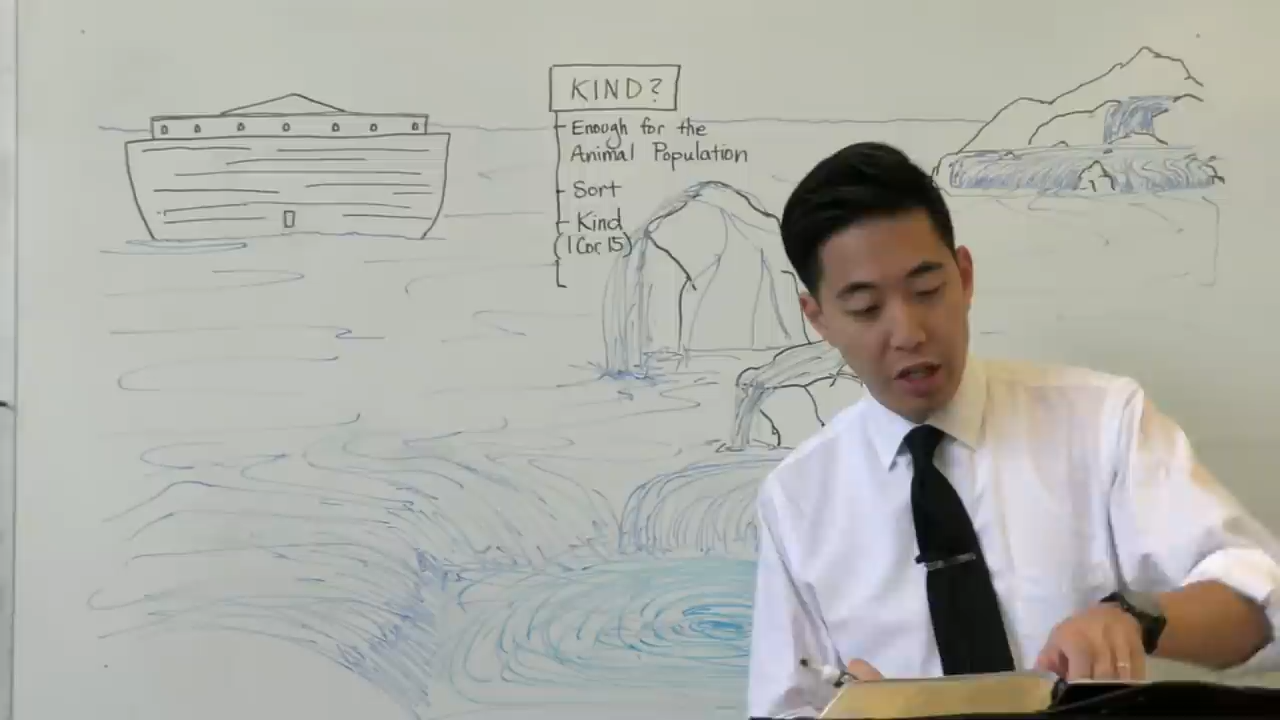 KIND?
- Enough for the
Animal Population
- Sort
- Kind
(1 Cor. 15)